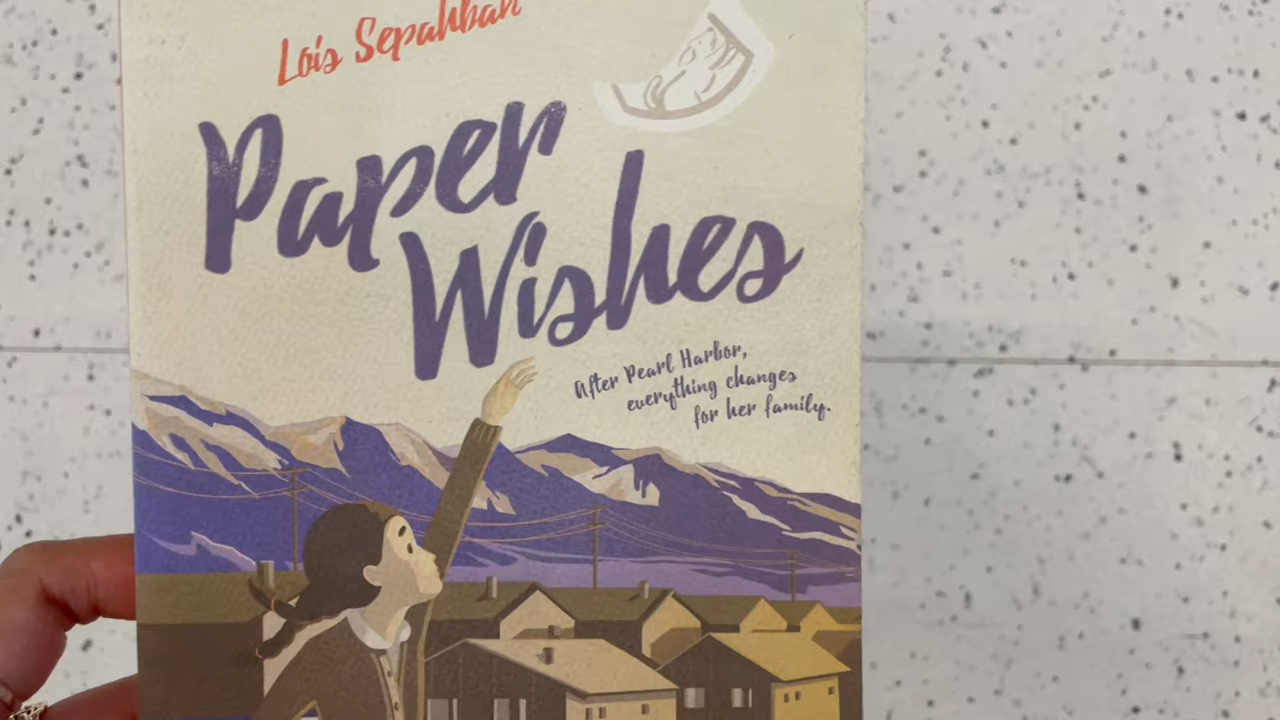 Lois Sepahban
Paper
Wishes
After Pearl Harbor,
everything changes
for her family.